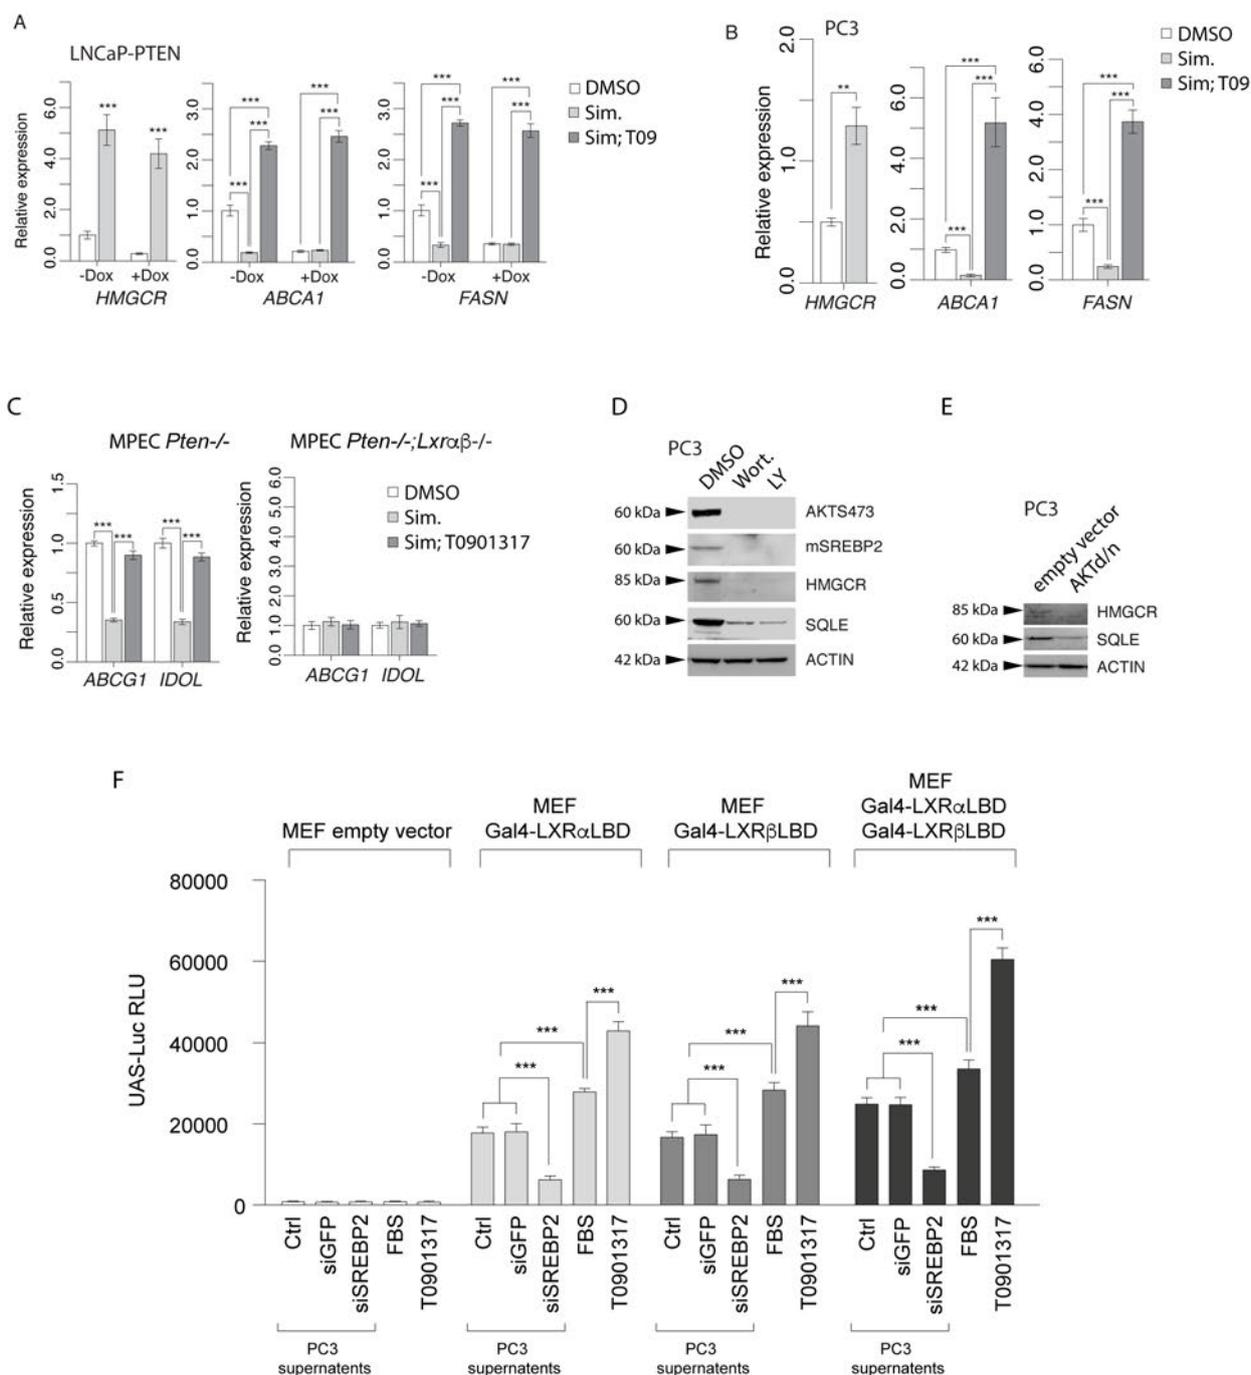 A
LNCaP-PTEN
Relative expression
6.0
4.0
2.0
0.0
***
***
-Dox +Dox
HMGCR
3.0
2.0
1.0
0.0
***
***
***
***
***
-Dox +Dox
ABCA1
3.0
2.0
1.0
0.0
***
***
***
***
***
-Dox +Dox
FASN
DMSO
Sim.
Sim; T09
B
PC3
Relative expression
2.0
1.0
0.0
**
HMGCR
6.0
4.0
2.0
0.0
***
***
***
ABCA1
6.0
4.0
2.0
1.0
0.0
***
***
***
FASN
DMSO
Sim.
Sim; T09
C
MPEC Pten-/-
Relative expression
1.5
1.0
0.5
0.0
***
***
***
***
ABCG1 IDOL
MPEC Pten-/-;Lxrαβ-/-
Relative expression
6.0
5.0
4.0
3.0
2.0
1.0
0.0
DMSO
Sim.
Sim; T0901317
ABCG1 IDOL
D
PC3
DMSO
Wort.
LY
60 kDa AKTS473
60 kDa mSREBP2
85 kDa HMGCR
60 kDa SQLE
42 kDa ACTIN
E
PC3
empty vector
AKTd/n
85 kDa HMGCR
60 kDa SQLE
42 kDa ACTIN
F
MEF empty vector
MEF
Gal4-LXRαLBD
MEF
Gal4-LXRβLBD
MEF
Gal4-LXRαLBD
Gal4-LXRβLBD
UAS-Luc RLU
80000
60000
40000
20000
0
***
***
***
***
***
***
***
***
***
Ctrl
siGFP
siSREBP2
FBS
T0901317
Ctrl
siGFP
siSREBP2
FBS
T0901317
Ctrl
siGFP
siSREBP2
FBS
T0901317
Ctrl
siGFP
siSREBP2
FBS
T0901317
PC3
supernatents
PC3
supernatents
PC3
supernatents
PC3
supernatents